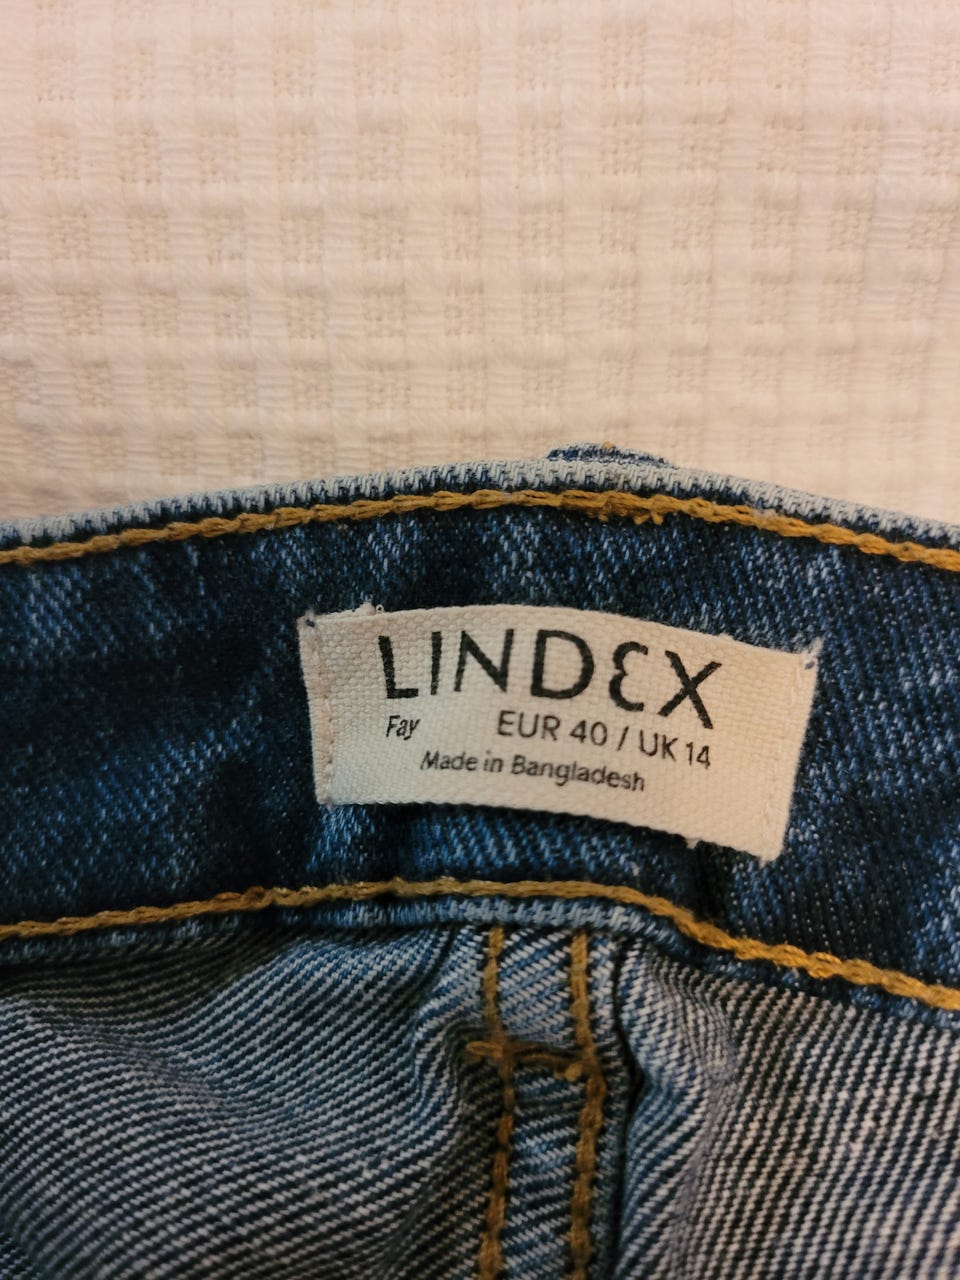 LINDEX
Fay EUR 40 / UK 14
Made in Bangladesh